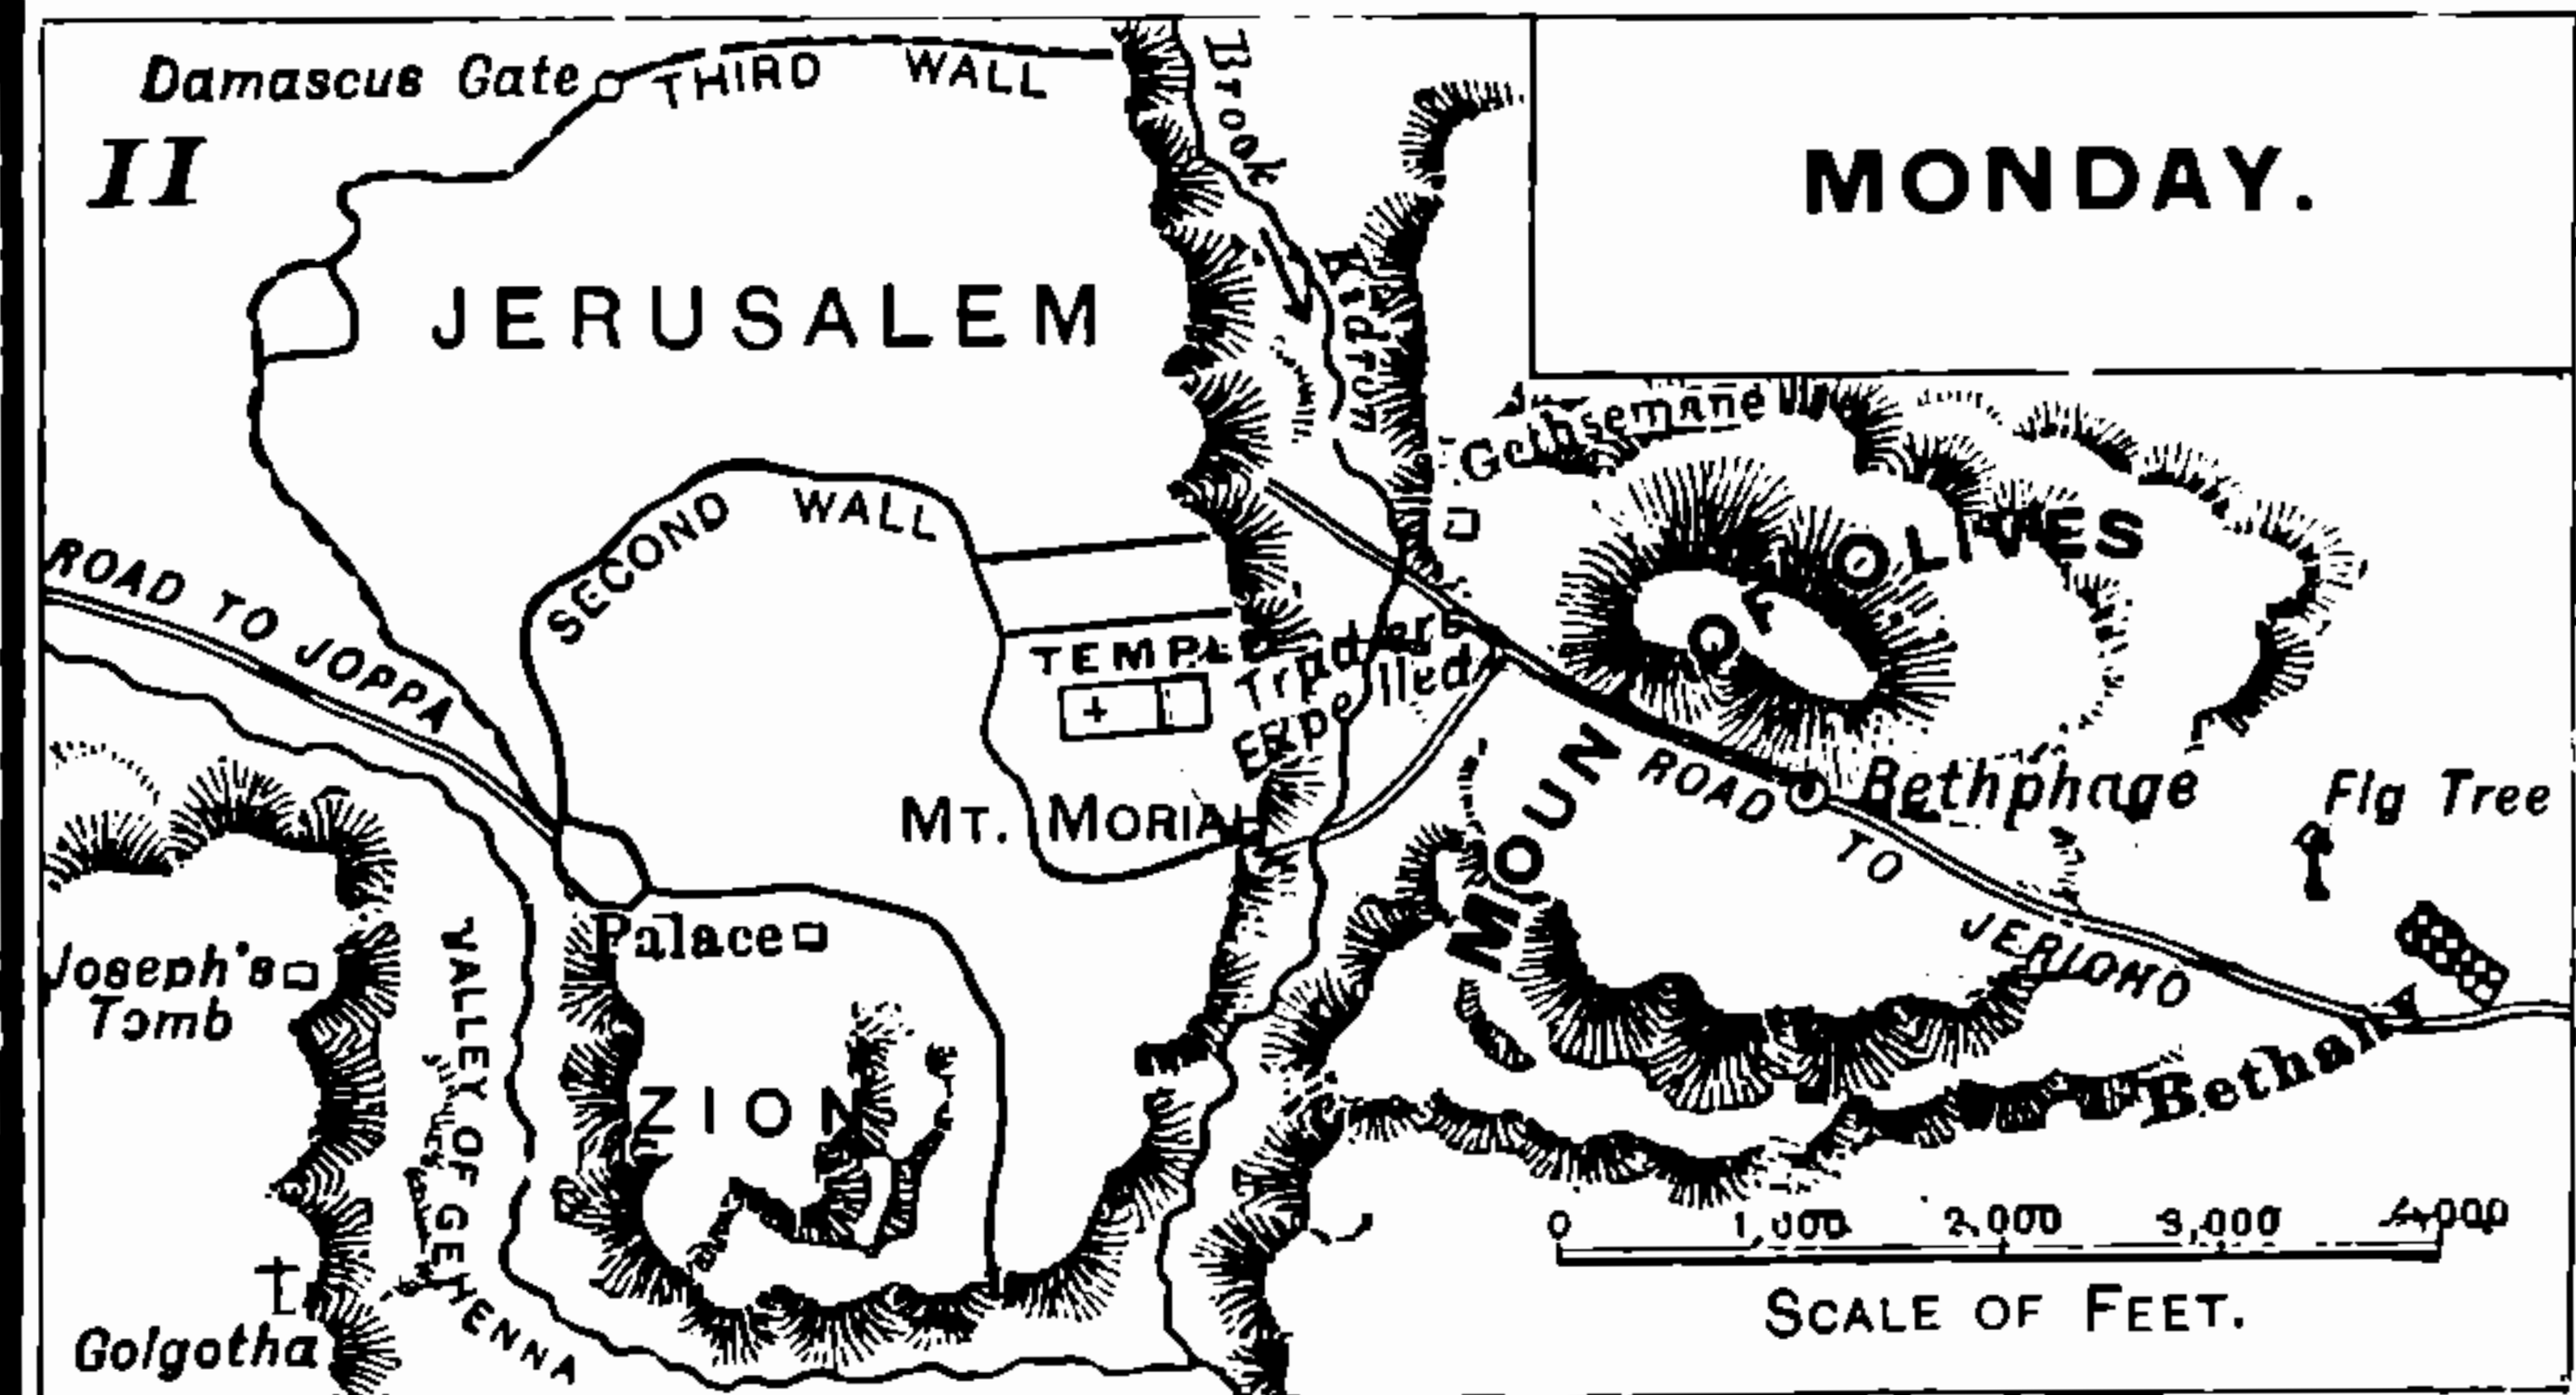 Damascus Gate
THIRD WALL
Brook Kidron
MONDAY.
II
JERUSALEM
Gethsemane
SECOND WALL
MOUN OF OLIVES
ROAD TO JOPPA
TEMPLE
Traders
Expelled
MT. MORIAH
ROAD TO JERICHO
Bethphage
Fig Tree
Palace
Joseph's
Tomb
VALLEY OF GEHENNA
ZION
Bethany
0 1,000 2,000 3,000 4,000
SCALE OF FEET.
Golgotha